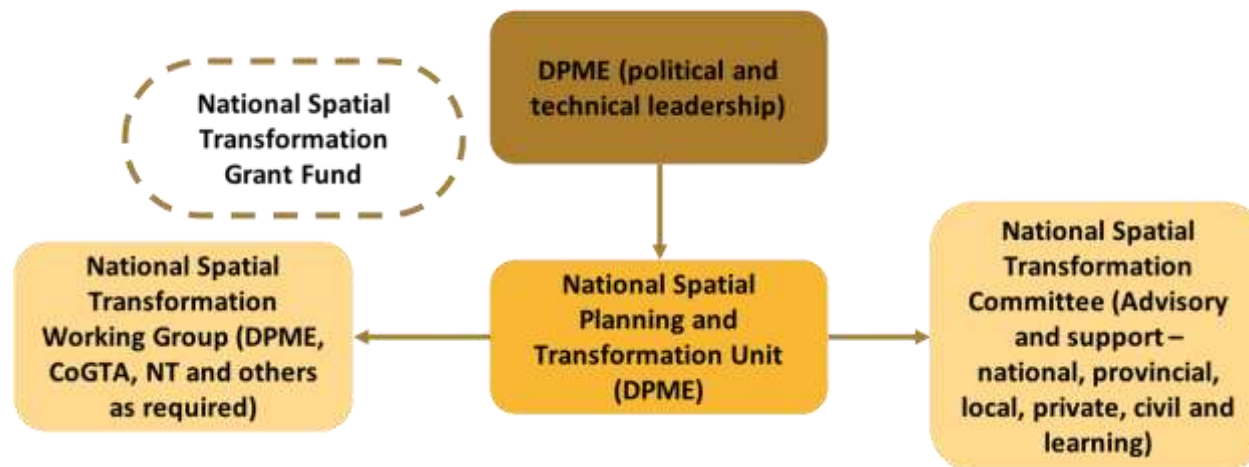 National Spatial
Transformation
Grant Fund
DPME (political and
technical leadership)
National Spatial
Transformation
Working Group (DPME,
CoGTA, NT and others
as required)
National Spatial
Planning and
Transformation Unit
(DPME)
National Spatial
Transformation
Committee (Advisory
and support –
national, provincial,
local, private, civil and
learning)